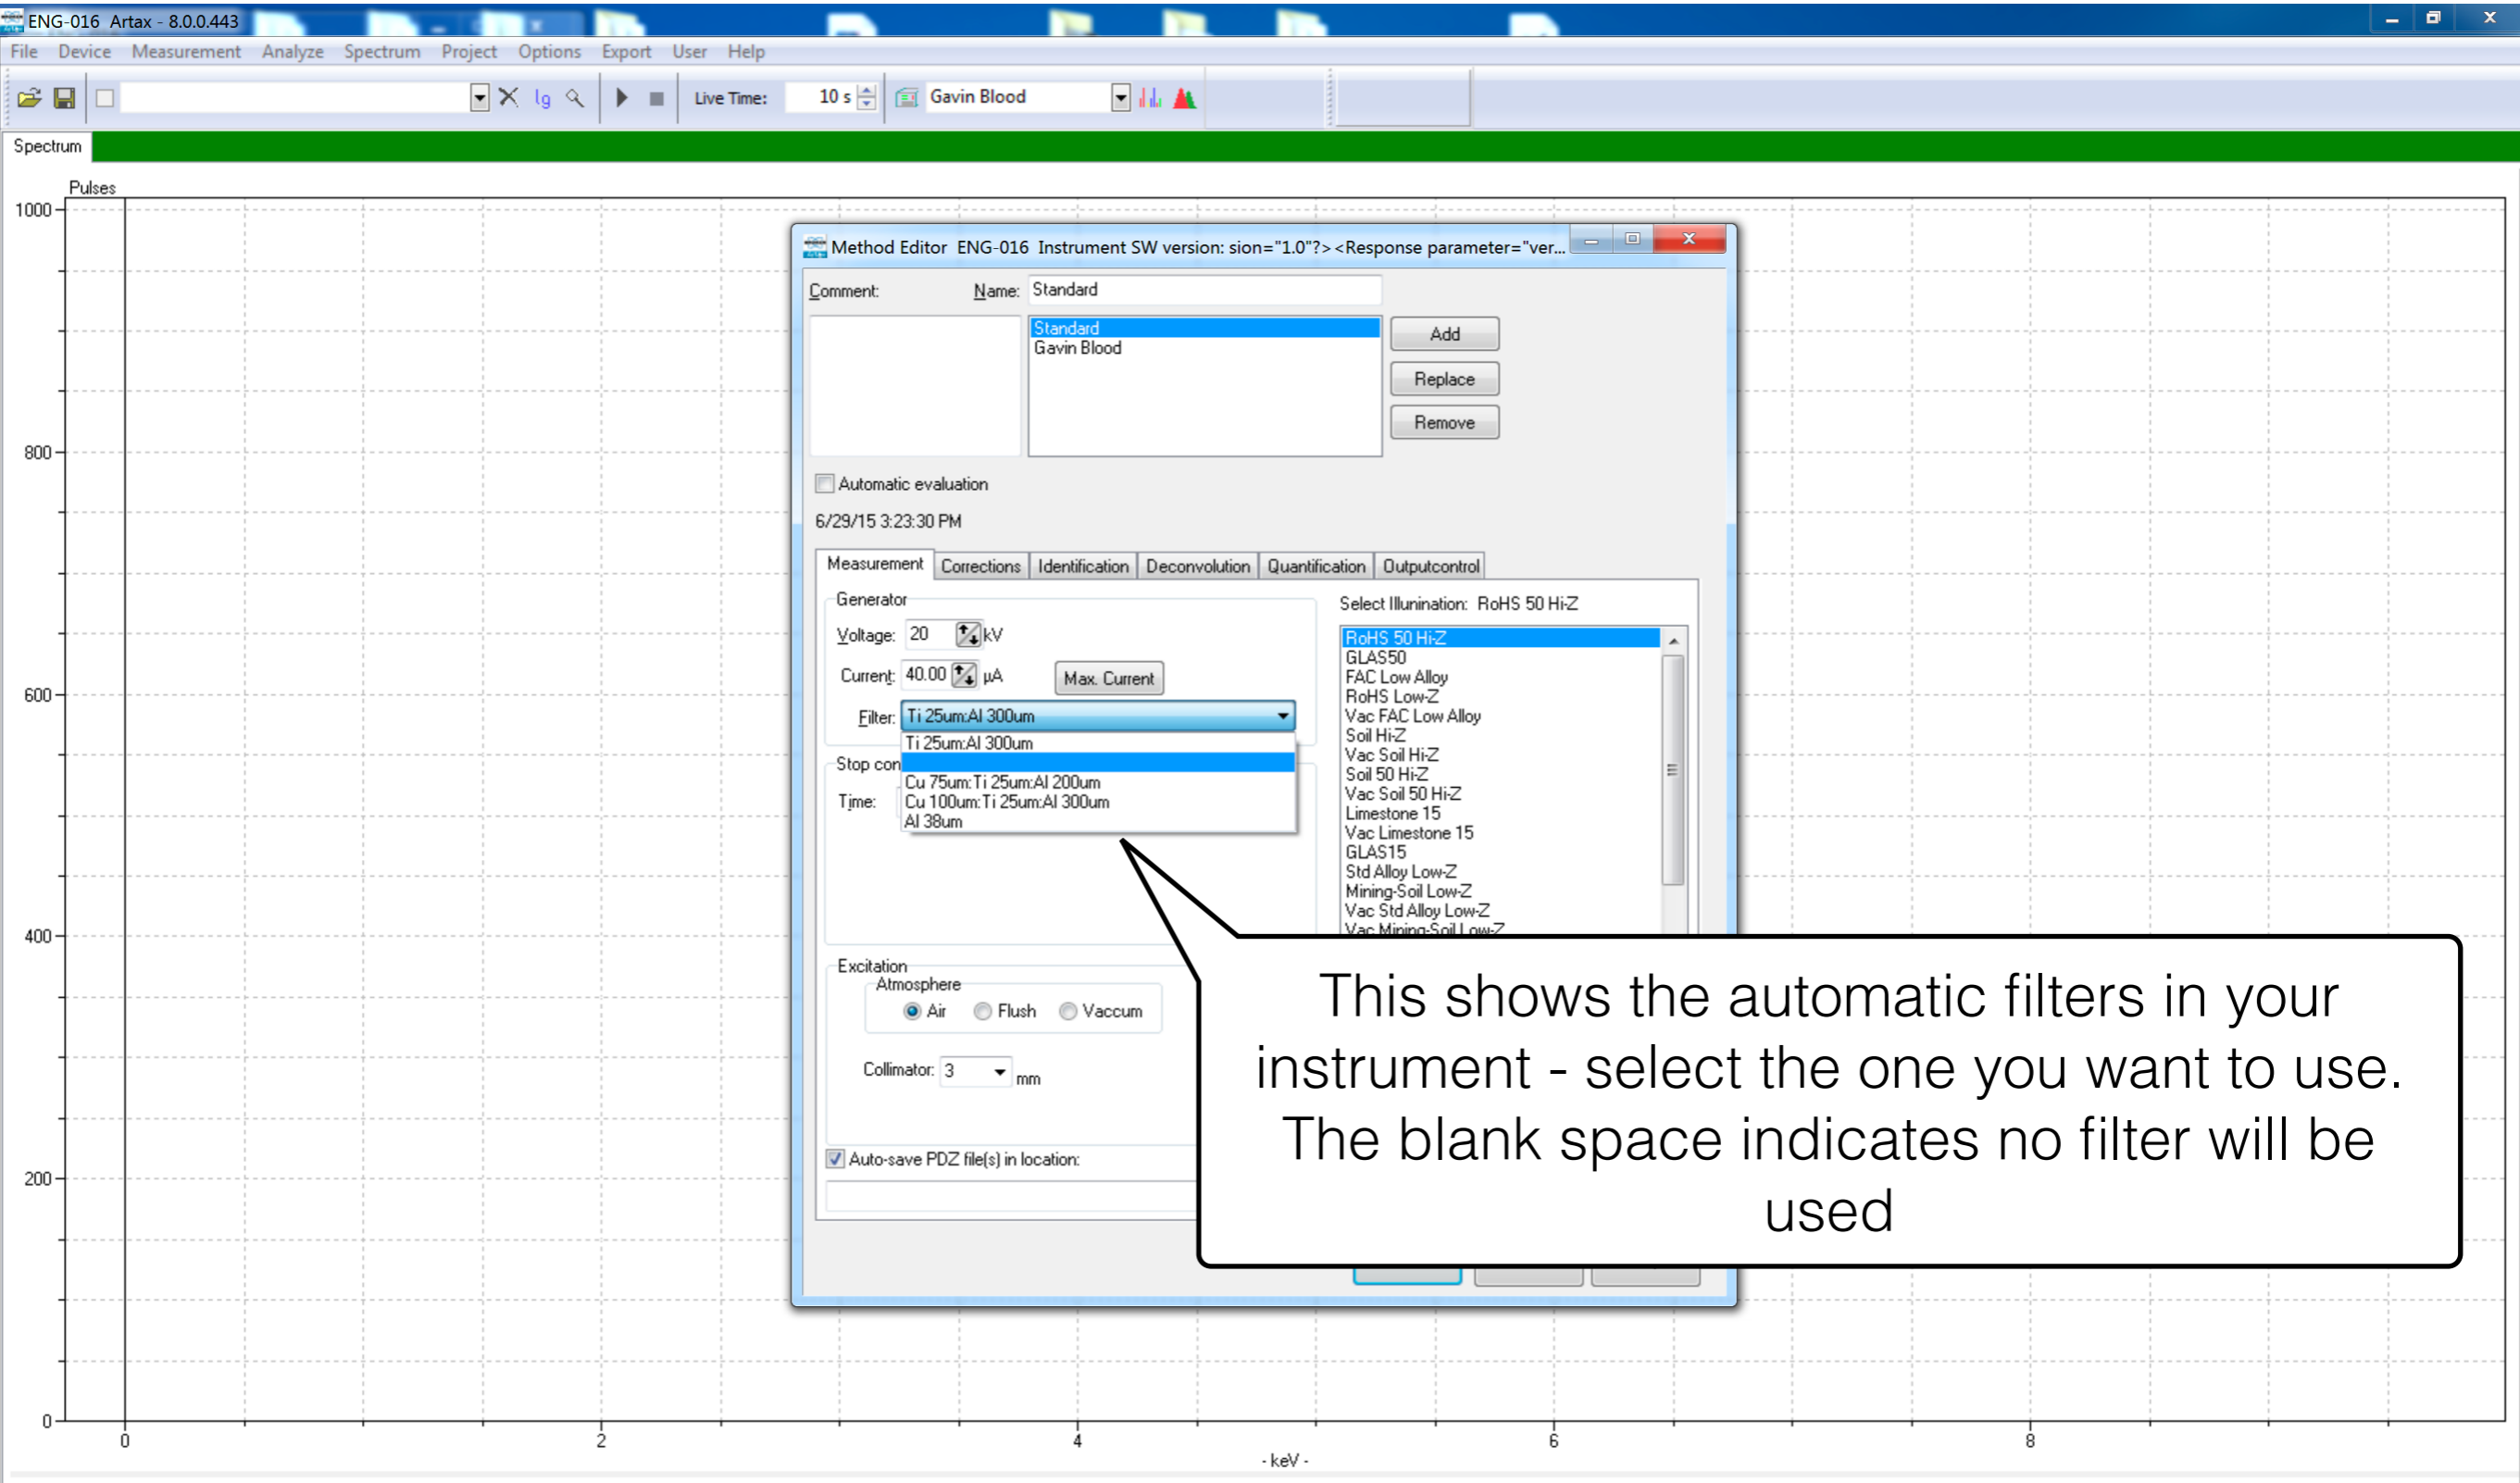 ENG-016 Artax - 8.0.0.443
File Device Measurement Analyze Spectrum Project Options Export User Help
lg Live Time: 10 s Gavin Blood
Spectrum
Pulses
1000
800
600
400
200
0
0 2 4 6 8
- keV -
Method Editor ENG-016 Instrument SW version: sion="1.0"?><Response parameter="ver...
Comment: Name: Standard
Standard
Gavin Blood
Add
Replace
Remove
Automatic evaluation
6/29/15 3:23:30 PM
Measurement Corrections Identification Deconvolution Quantification Outputcontrol
Generator
Voltage: 20 kV
Current: 40.00 µA Max. Current
Filter: Ti 25um:Al 300um
Ti 25um:Al 300um
Cu 75um:Ti 25um:Al 200um
Cu 100um:Ti 25um:Al 300um
Al 38um
Stop con
Time:
Select Illunination: RoHS 50 Hi-Z
RoHS 50 Hi-Z
GLAS50
FAC Low Alloy
RoHS Low-Z
Vac FAC Low Alloy
Soil Hi-Z
Vac Soil Hi-Z
Soil 50 Hi-Z
Vac Soil 50 Hi-Z
Limestone 15
Vac Limestone 15
GLAS15
Std Alloy Low-Z
Mining-Soil Low-Z
Vac Std Alloy Low-Z
Vac Mining-Soil Low-Z
Excitation
Atmosphere
Air Flush Vaccum
Collimator: 3 mm
Auto-save PDZ file(s) in location:
This shows the automatic filters in your
instrument - select the one you want to use.
The blank space indicates no filter will be
used